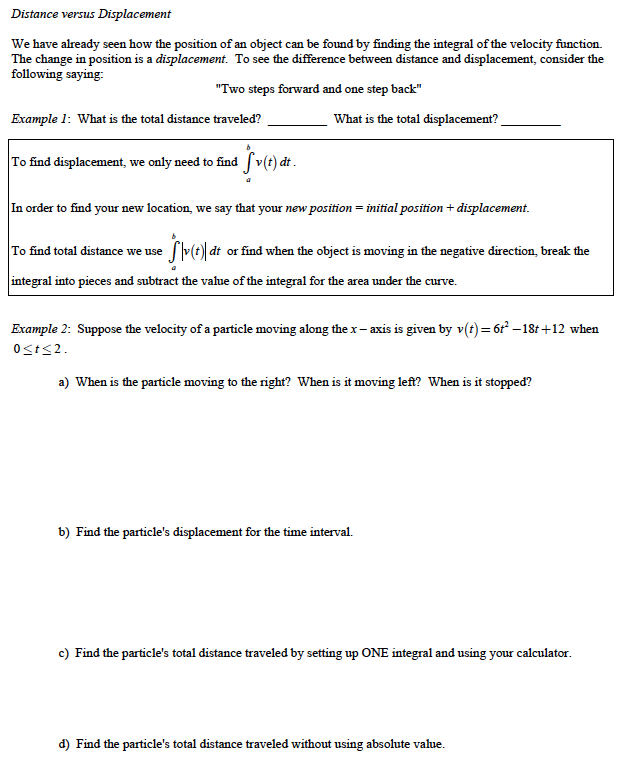 Distance versus Displacement
We have already seen how the position of an object can be found by finding the integral of the velocity function.
The change in position is a displacement. To see the difference between distance and displacement, consider the
following saying:
"Two steps forward and one step back"
Example 1: What is the total distance traveled? _________ What is the total displacement? _________
To find displacement, we only need to find ∫_a^b v(t) dt .
In order to find your new location, we say that your new position = initial position + displacement.
To find total distance we use ∫_a^b |v(t)| dt or find when the object is moving in the negative direction, break the
integral into pieces and subtract the value of the integral for the area under the curve.
Example 2: Suppose the velocity of a particle moving along the x – axis is given by v(t) = 6t² – 18t + 12 when
0 ≤ t ≤ 2 .
a) When is the particle moving to the right? When is it moving left? When is it stopped?
b) Find the particle's displacement for the time interval.
c) Find the particle's total distance traveled by setting up ONE integral and using your calculator.
d) Find the particle's total distance traveled without using absolute value.